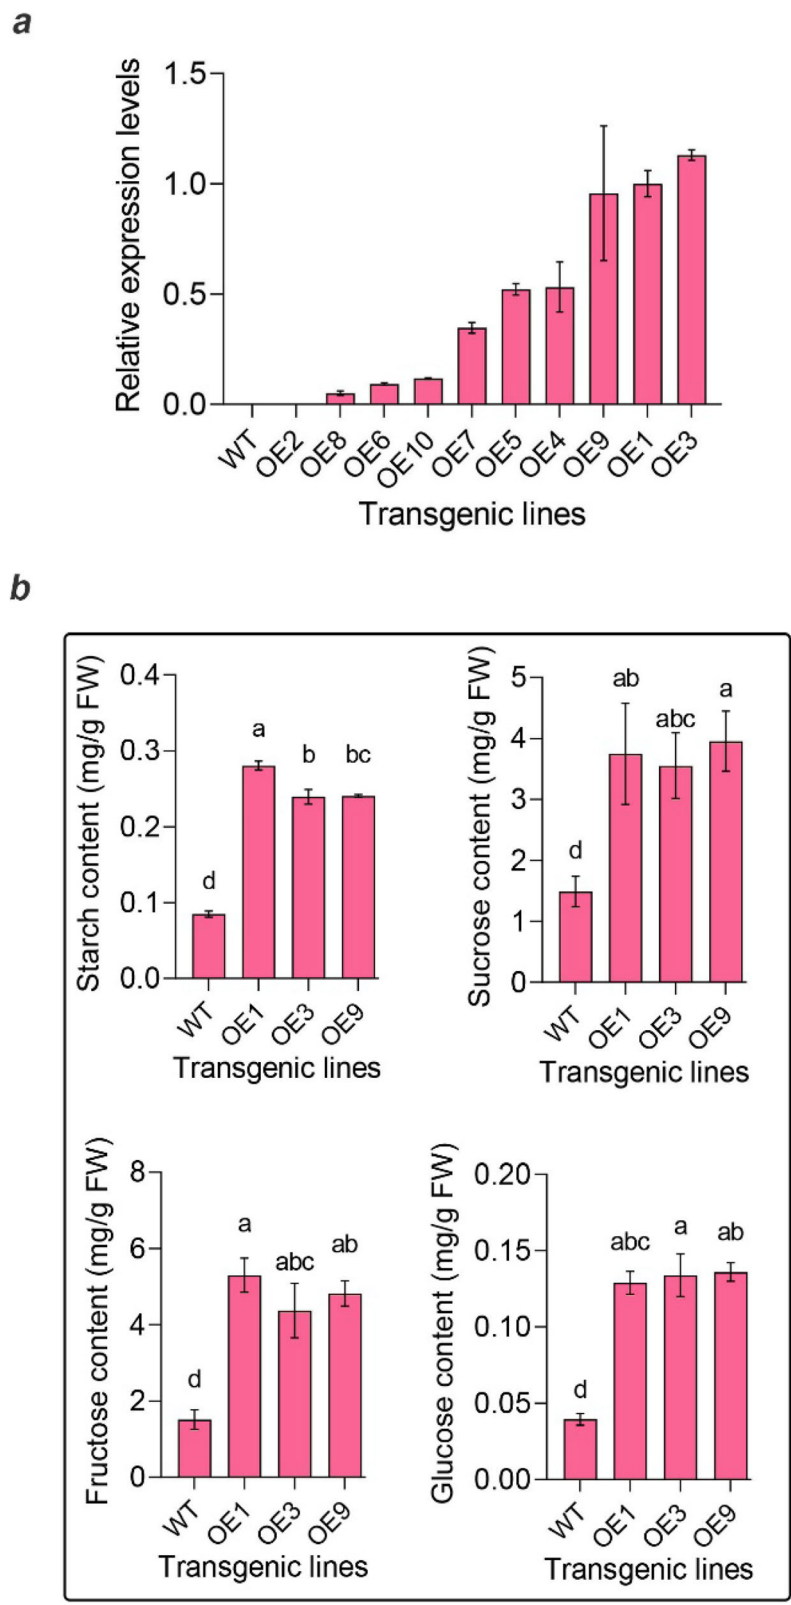 a
Relative expression levels
1.5
1.0
0.5
0.0
WT OE2 OE8 OE6 OE10 OE7 OE5 OE4 OE9 OE1 OE3
Transgenic lines
b
Starch content (mg/g FW)
0.4
0.3
0.2
0.1
0.0
d a b bc
WT OE1 OE3 OE9
Transgenic lines
Sucrose content (mg/g FW)
5
4
3
2
1
0
d ab abc a
WT OE1 OE3 OE9
Transgenic lines
Fructose content (mg/g FW)
8
6
4
2
0
d a abc ab
WT OE1 OE3 OE9
Transgenic lines
Glucose content (mg/g FW)
0.20
0.15
0.10
0.05
0.00
d abc a ab
WT OE1 OE3 OE9
Transgenic lines